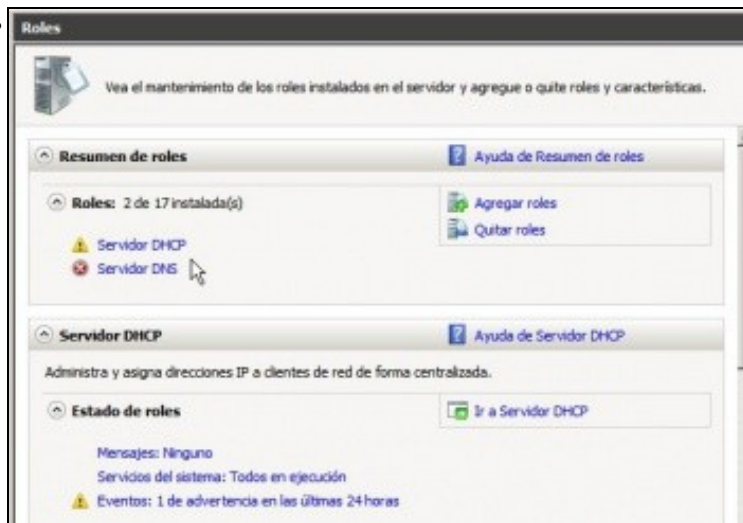 Roles
Vea el mantenimiento de los roles instalados en el servidor y agregue o quite roles y características.
Resumen de roles
Ayuda de Resumen de roles
Roles: 2 de 17 instalada(s)
Agregar roles
Quitar roles
Servidor DHCP
Servidor DNS
Servidor DHCP
Ayuda de Servidor DHCP
Administra y asigna direcciones IP a clientes de red de forma centralizada.
Estado de roles
Ir a Servidor DHCP
Mensajes: Ninguno
Servicios del sistema: Todos en ejecución
Eventos: 1 de advertencia en las últimas 24 horas